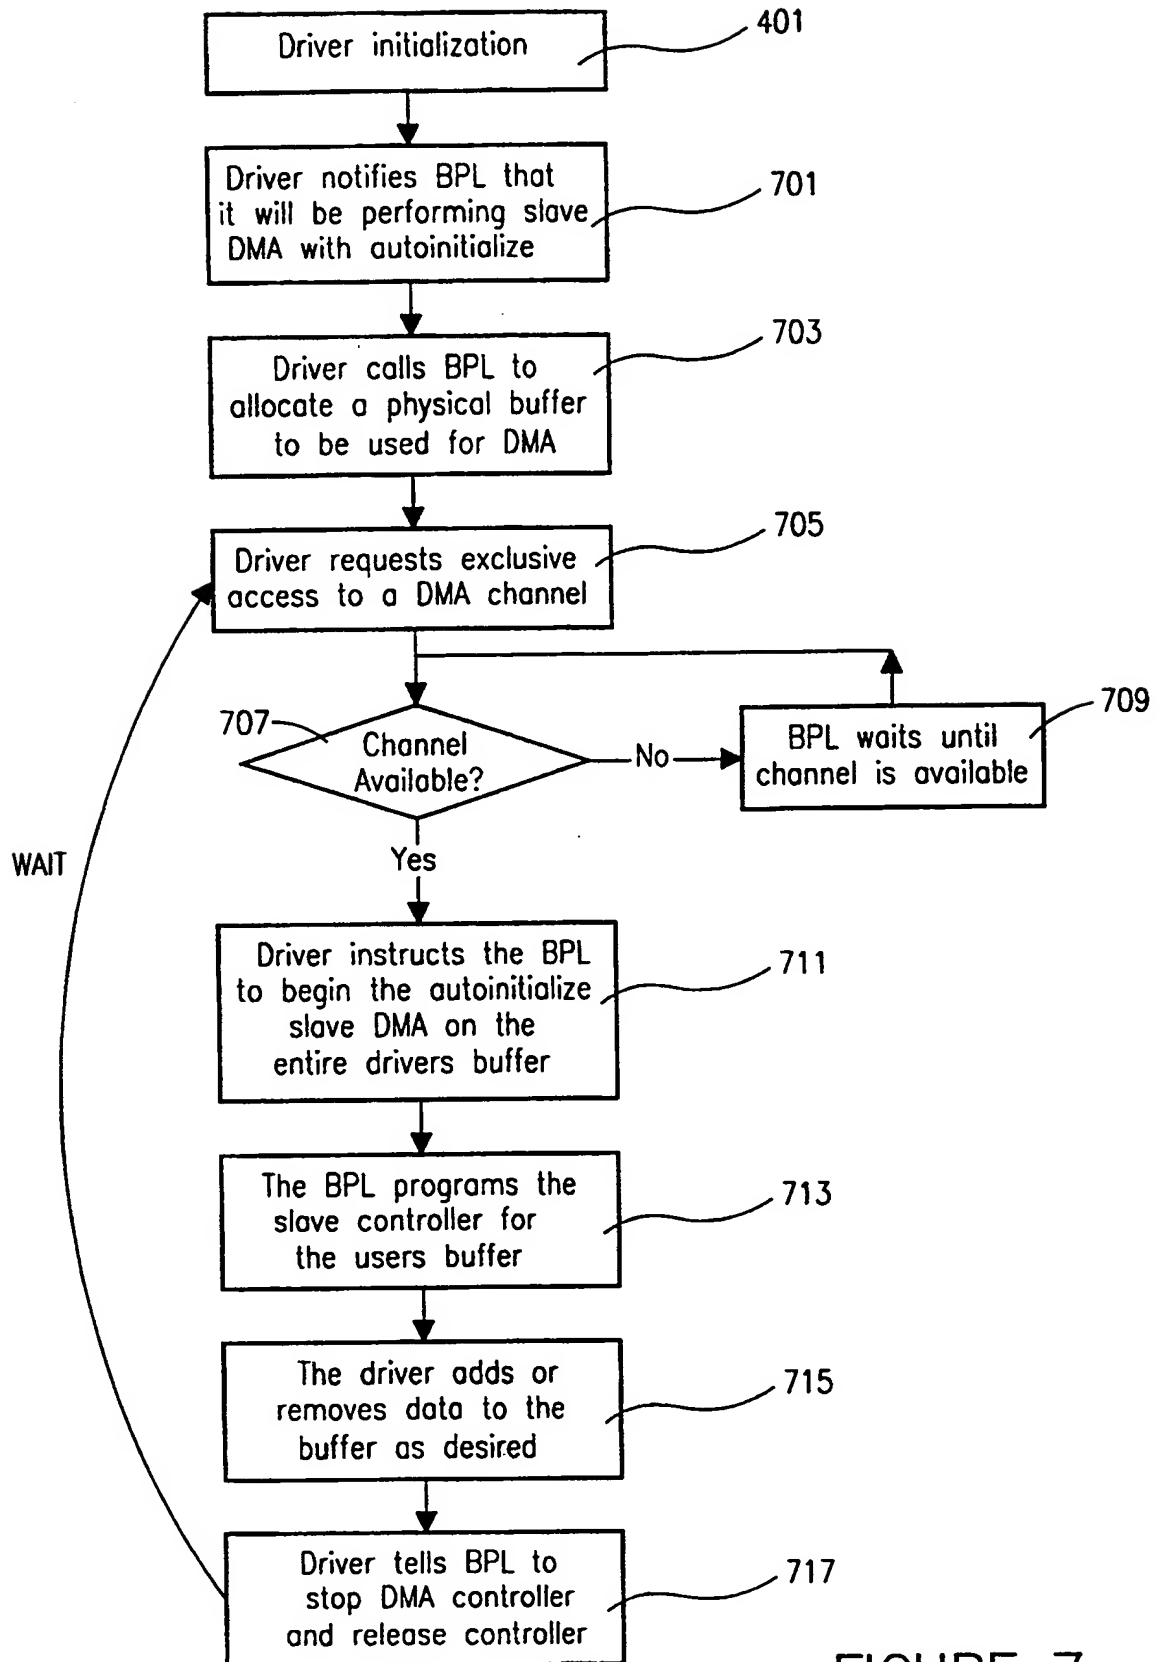 Driver initialization
401
Driver notifies BPL that
it will be performing slave
DMA with autoinitialize
701
Driver calls BPL to
allocate a physical buffer
to be used for DMA
703
Driver requests exclusive
access to a DMA channel
705
707
Channel
Available?
No
BPL waits until
channel is available
709
WAIT
Yes
Driver instructs the BPL
to begin the autoinitialize
slave DMA on the
entire drivers buffer
711
The BPL programs the
slave controller for
the users buffer
713
The driver adds or
removes data to the
buffer as desired
715
Driver tells BPL to
stop DMA controller
and release controller
717
FIGURE 7